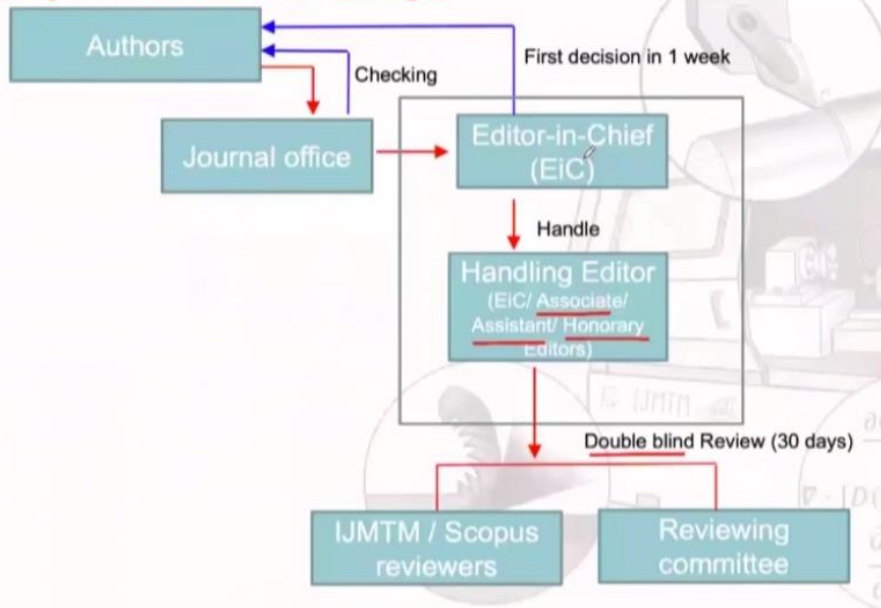 Authors
First decision in 1 week
Checking
Journal office
Editor-in-Chief
(EiC)
Handle
Handling Editor
(EiC/ Associate/
Assistant/ Honorary
Editors)
IJMTM
Double blind Review (30 days)
∇ · [D(
IJMTM / Scopus
reviewers
Reviewing
committee